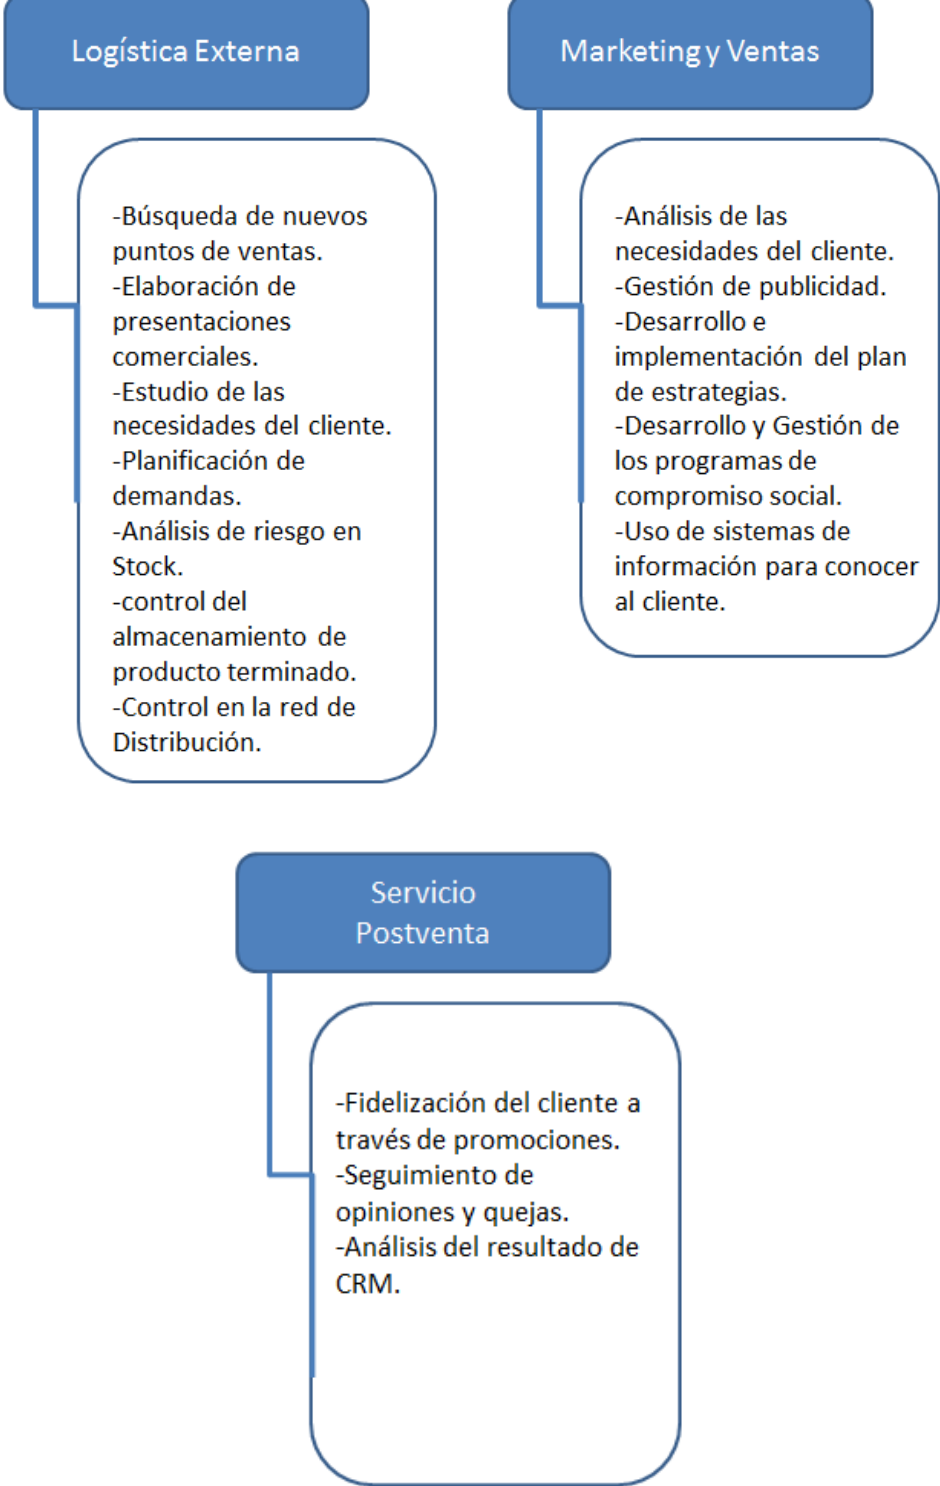 Logística Externa
-Búsqueda de nuevos
puntos de ventas.
-Elaboración de
presentaciones
comerciales.
-Estudio de las
necesidades del cliente.
-Planificación de
demandas.
-Análisis de riesgo en
Stock.
-control del
almacenamiento de
producto terminado.
-Control en la red de
Distribución.
Marketing y Ventas
-Análisis de las
necesidades del cliente.
-Gestión de publicidad.
-Desarrollo e
implementación del plan
de estrategias.
-Desarrollo y Gestión de
los programas de
compromiso social.
-Uso de sistemas de
información para conocer
al cliente.
Servicio
Postventa
-Fidelización del cliente a
través de promociones.
-Seguimiento de
opiniones y quejas.
-Análisis del resultado de
CRM.